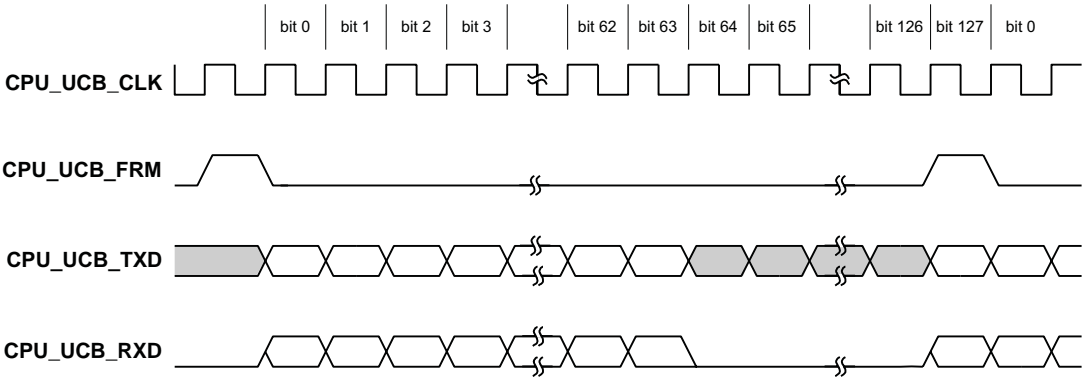 bit 0 bit 1 bit 2 bit 3 bit 62 bit 63 bit 64 bit 65 bit 126 bit 127 bit 0
CPU_UCB_CLK
CPU_UCB_FRM
CPU_UCB_TXD
CPU_UCB_RXD